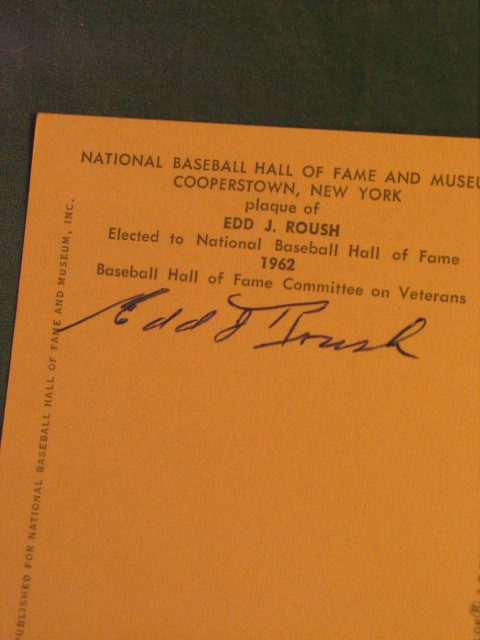 NATIONAL BASEBALL HALL OF FAME AND MUSEU
COOPERSTOWN, NEW YORK
plaque of
EDD J. ROUSH
Elected to National Baseball Hall of Fame
1962
Baseball Hall of Fame Committee on Veterans
Edd J Roush
PUBLISHED FOR NATIONAL BASEBALL HALL OF FAME AND MUSEUM, INC.